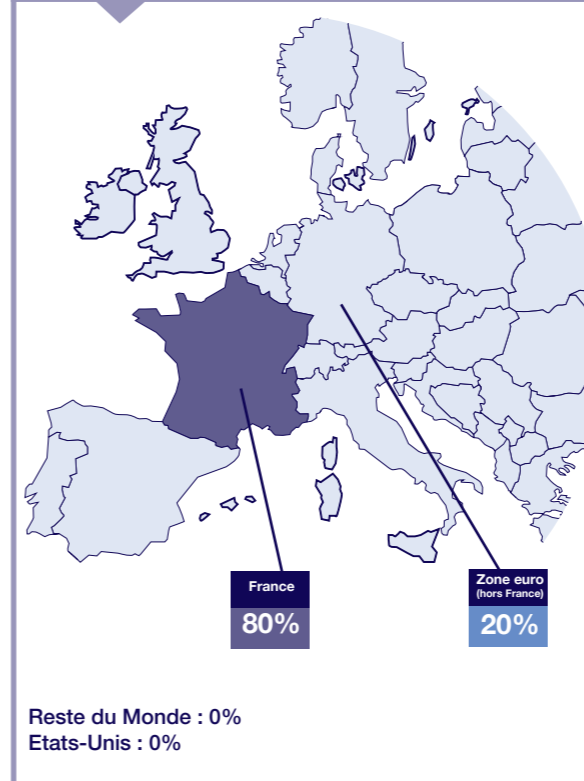 France
80%
Zone euro
(hors France)
20%
Reste du Monde : 0%
Etats-Unis : 0%